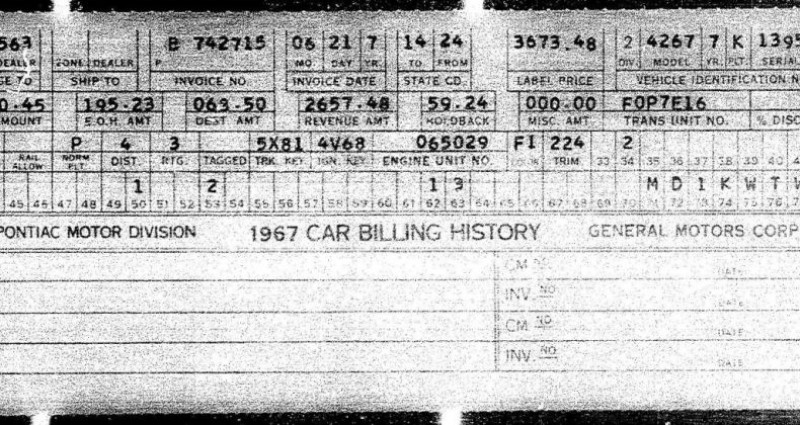 563 B 742715 06 21 7 14 24 3673.48 2 4267 7 K 1395
DEALER ZONE DEALER P MO. DAY YR. TO FROM DIV. MODEL YR. PLT. SERIAL
GE TO SHIP TO INVOICE NO INVOICE DATE STATE CD. LABEL PRICE VEHICLE IDENTIFICATION N
0.45 195.23 063.50 2657.48 59.24 000.00 F0P7E16
MOUNT E.O.H. AMT DEST AMT REVENUE AMT HOLDBACK MISC. AMT TRANS UNIT NO. % DISC
P 4 3 5X81 4V68 065029 FI 224 2
RAIL ALLOW NORM PLT. DIST. RTG. TAGGED TRK KEY IGN. KEY ENGINE UNIT NO. TRIM 33 34 35 36 37 38 39 40
1 2 1 3 M D 1 K W T W
45 46 47 48 49 50 51 52 53 54 55 56 57 58 59 60 61 62 63 64 65 66 67 68 69 70 71 72 73 74 75 76
PONTIAC MOTOR DIVISION 1967 CAR BILLING HISTORY GENERAL MOTORS CORP
CM NO. DATE
INV. NO. DATE
CM NO. DATE
INV. NO. DATE